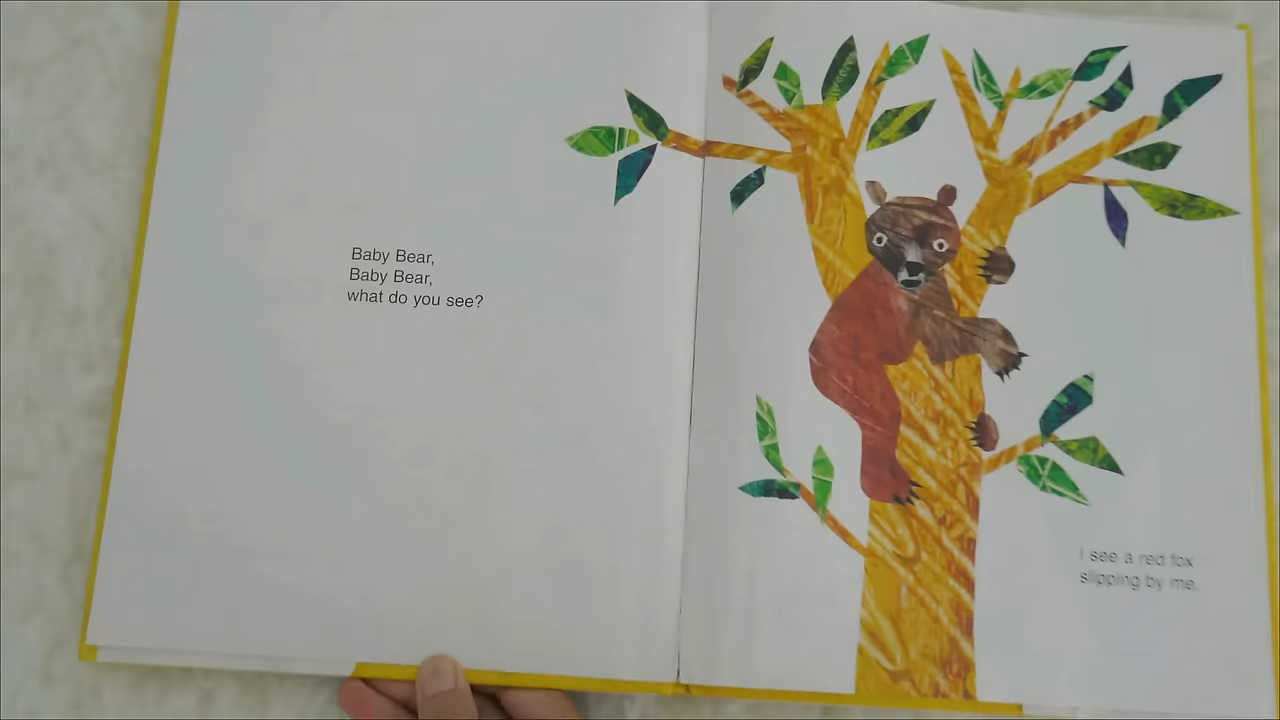 Baby Bear,
Baby Bear,
what do you see?
I see a red fox
slipping by me.